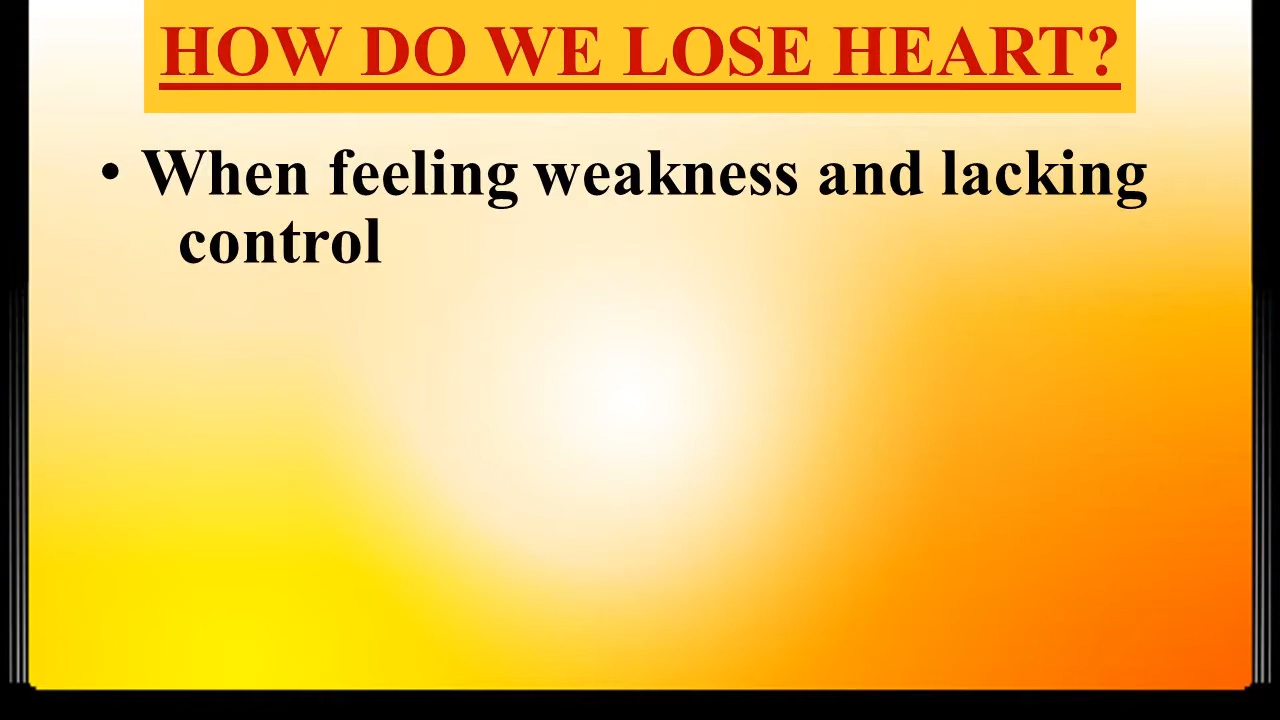 HOW DO WE LOSE HEART?
• When feeling weakness and lacking
control